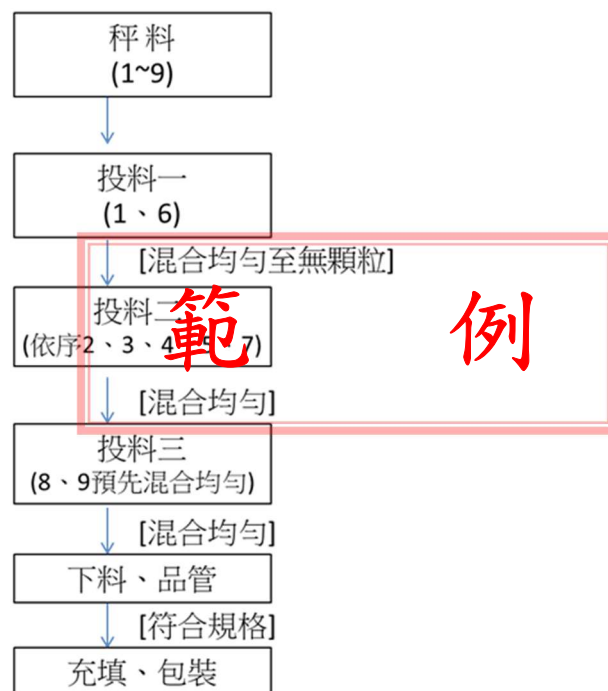 秤料
(1~9)
投料一
(1、6)
[混合均勻至無顆粒]
投料二
(依序2、3、4、5、7)
範 例
[混合均勻]
投料三
(8、9預先混合均勻)
[混合均勻]
下料、品管
[符合規格]
充填、包裝